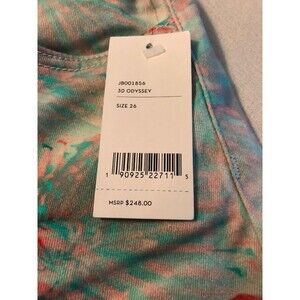 JB001856
3D ODYSSEY
SIZE 26
1 90925 22711 5
MSRP $248.00